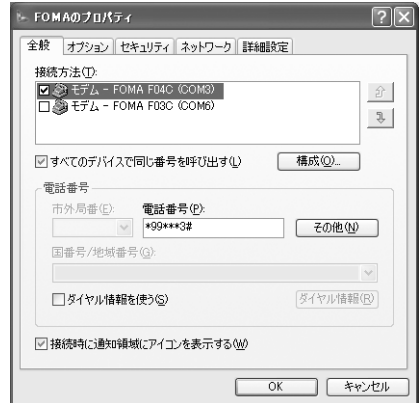 FOMAのプロパティ
全般 オプション セキュリティ ネットワーク 詳細設定
接続方法(T):
モデム - FOMA F04C (COM3)
モデム - FOMA F03C (COM6)
すべてのデバイスで同じ番号を呼び出す(L) 構成(O)...
電話番号
市外局番(E): 電話番号(P):
*99***3# その他(N)
国番号/地域番号(G):
ダイヤル情報を使う(S) ダイヤル情報(R)
接続時に通知領域にアイコンを表示する(W)
OK キャンセル